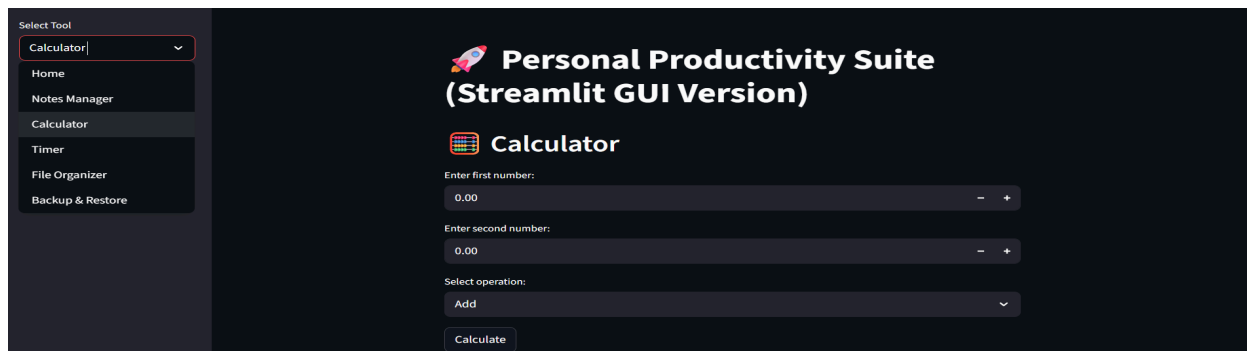 Select Tool
Calculator
Home
Notes Manager
Calculator
Timer
File Organizer
Backup & Restore
🚀 Personal Productivity Suite
(Streamlit GUI Version)
🧮 Calculator
Enter first number:
0.00 − +
Enter second number:
0.00 − +
Select operation:
Add
Calculate